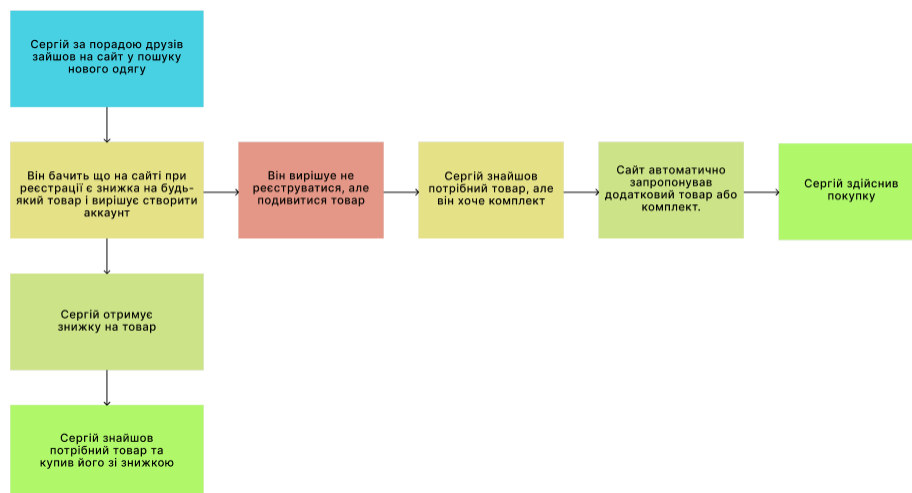 Сергій за порадою друзів
зайшов на сайт у пошуку
нового одягу
Він бачить що на сайті при
реєстрації є знижка на будь-
який товар і вирішує створити
аккаунт
Він вирішує не
реєструватися, але
подивитися товар
Сергій знайшов
потрібний товар, але
він хоче комплект
Сайт автоматично
запропонував
додатковий товар або
комплект.
Сергій здійснив
покупку
Сергій отримує
знижку на товар
Сергій знайшов
потрібний товар та
купив його зі знижкою